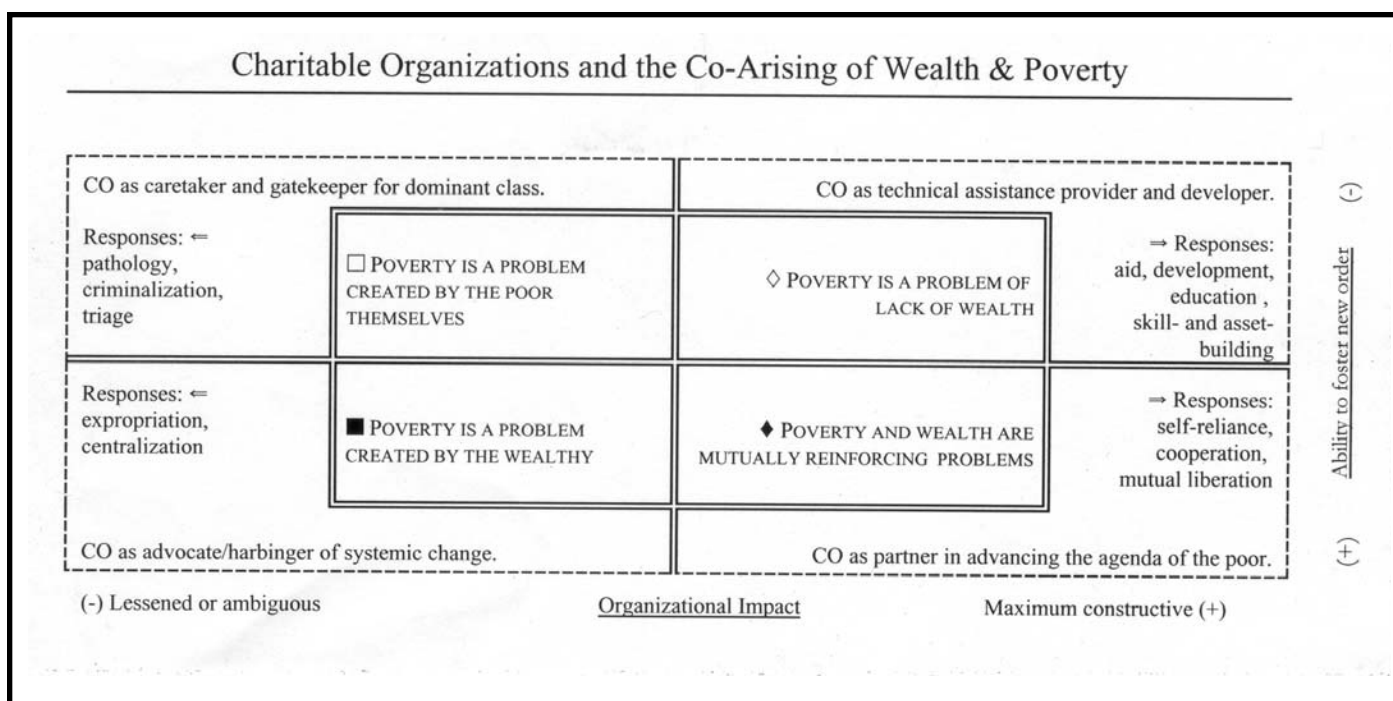 Charitable Organizations and the Co-Arising of Wealth & Poverty
CO as caretaker and gatekeeper for dominant class.
Responses: ⇐
pathology,
criminalization,
triage
□ POVERTY IS A PROBLEM
CREATED BY THE POOR
THEMSELVES
CO as technical assistance provider and developer.
◇ POVERTY IS A PROBLEM OF
LACK OF WEALTH
⇒ Responses:
aid, development,
education ,
skill- and asset-
building
Responses: ⇐
expropriation,
centralization
■ POVERTY IS A PROBLEM
CREATED BY THE WEALTHY
CO as advocate/harbinger of systemic change.
♦ POVERTY AND WEALTH ARE
MUTUALLY REINFORCING PROBLEMS
⇒ Responses:
self-reliance,
cooperation,
mutual liberation
CO as partner in advancing the agenda of the poor.
(-)
Ability to foster new order
(+)
(-) Lessened or ambiguous
Organizational Impact
Maximum constructive (+)